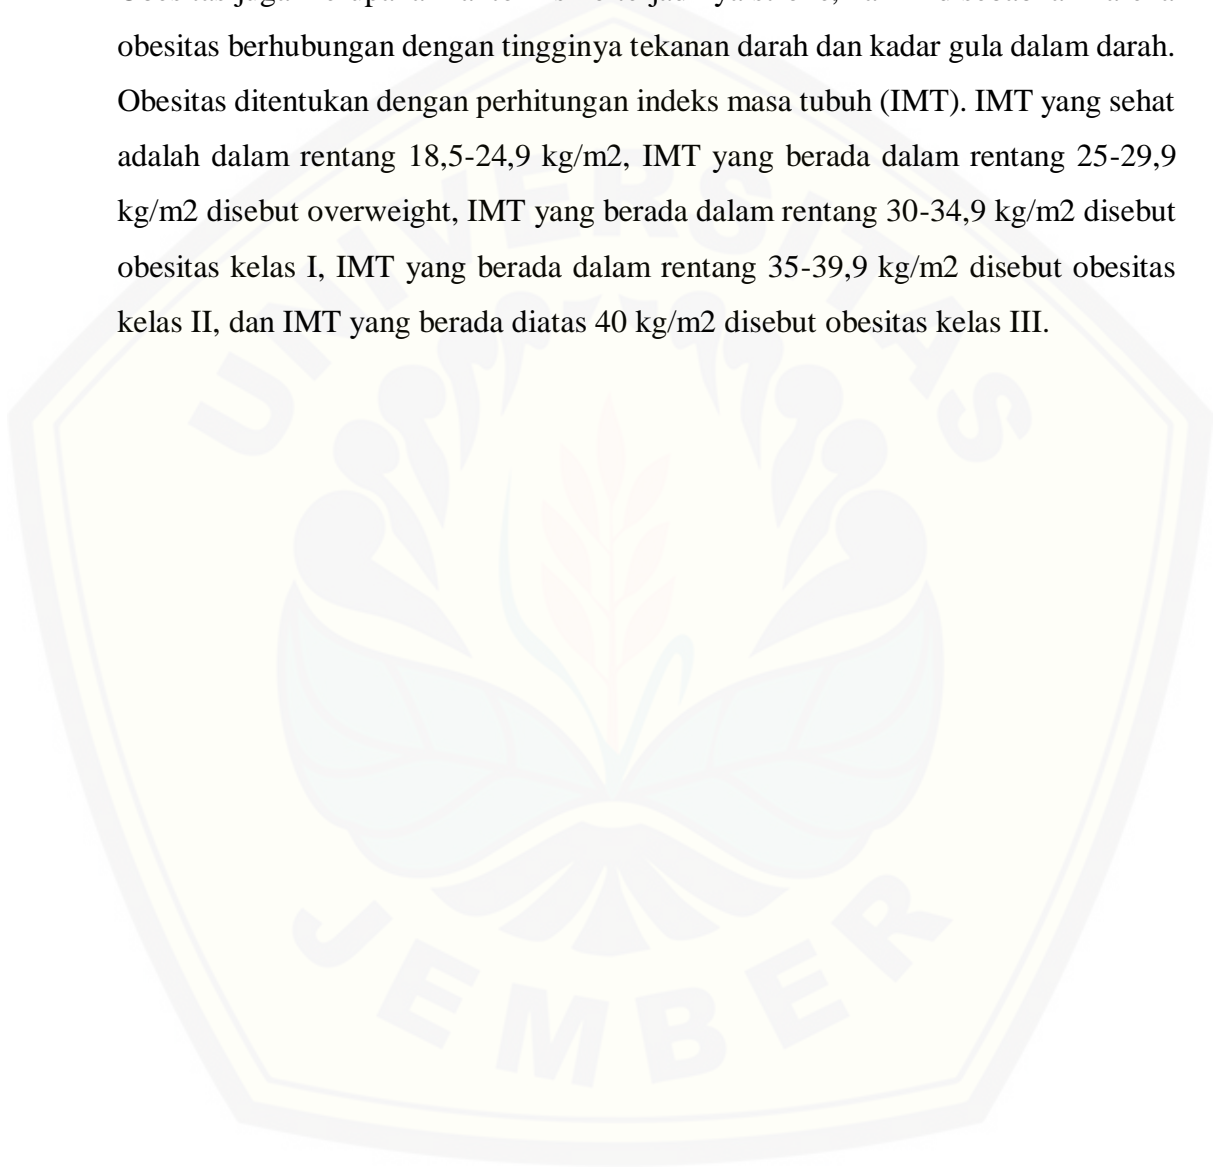 obesitas berhubungan dengan tingginya tekanan darah dan kadar gula dalam darah.
Obesitas ditentukan dengan perhitungan indeks masa tubuh (IMT). IMT yang sehat
adalah dalam rentang 18,5-24,9 kg/m2, IMT yang berada dalam rentang 25-29,9
kg/m2 disebut overweight, IMT yang berada dalam rentang 30-34,9 kg/m2 disebut
obesitas kelas I, IMT yang berada dalam rentang 35-39,9 kg/m2 disebut obesitas
kelas II, dan IMT yang berada diatas 40 kg/m2 disebut obesitas kelas III.
UNIVERSITAS
JEMBER